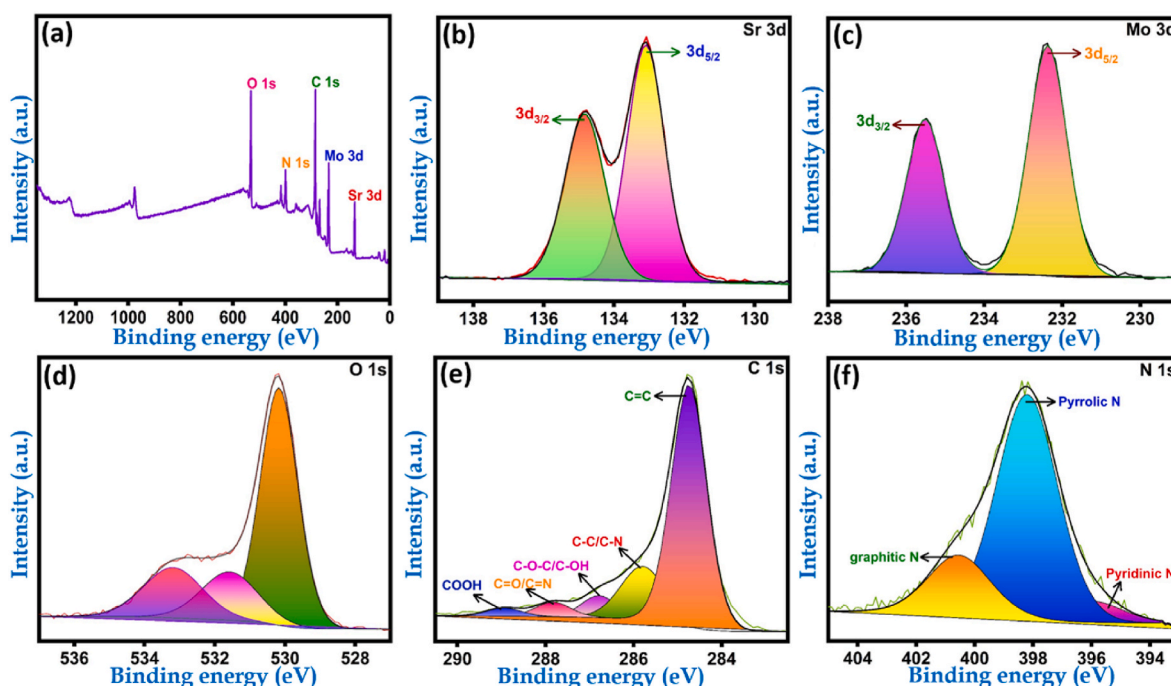 (a)
O 1s
C 1s
N 1s
Mo 3d
Sr 3d
Intensity (a.u.)
1200 1000 800 600 400 200 0
Binding energy (eV)
(b)
Sr 3d
3d5/2
3d3/2
Intensity (a.u.)
138 136 134 132 130
Binding energy (eV)
(c)
Mo 3d
3d5/2
3d3/2
Intensity (a.u.)
238 236 234 232 230
Binding energy (eV)
(d)
O 1s
Intensity (a.u.)
536 534 532 530 528
Binding energy (eV)
(e)
C 1s
C=C
C-C/C-N
C-O-C/C-OH
C=O/C=N
COOH
Intensity (a.u.)
290 288 286 284
Binding energy (eV)
(f)
N 1s
Pyrrolic N
graphitic N
Pyridinic N
Intensity (a.u.)
404 402 400 398 396 394
Binding energy (eV)